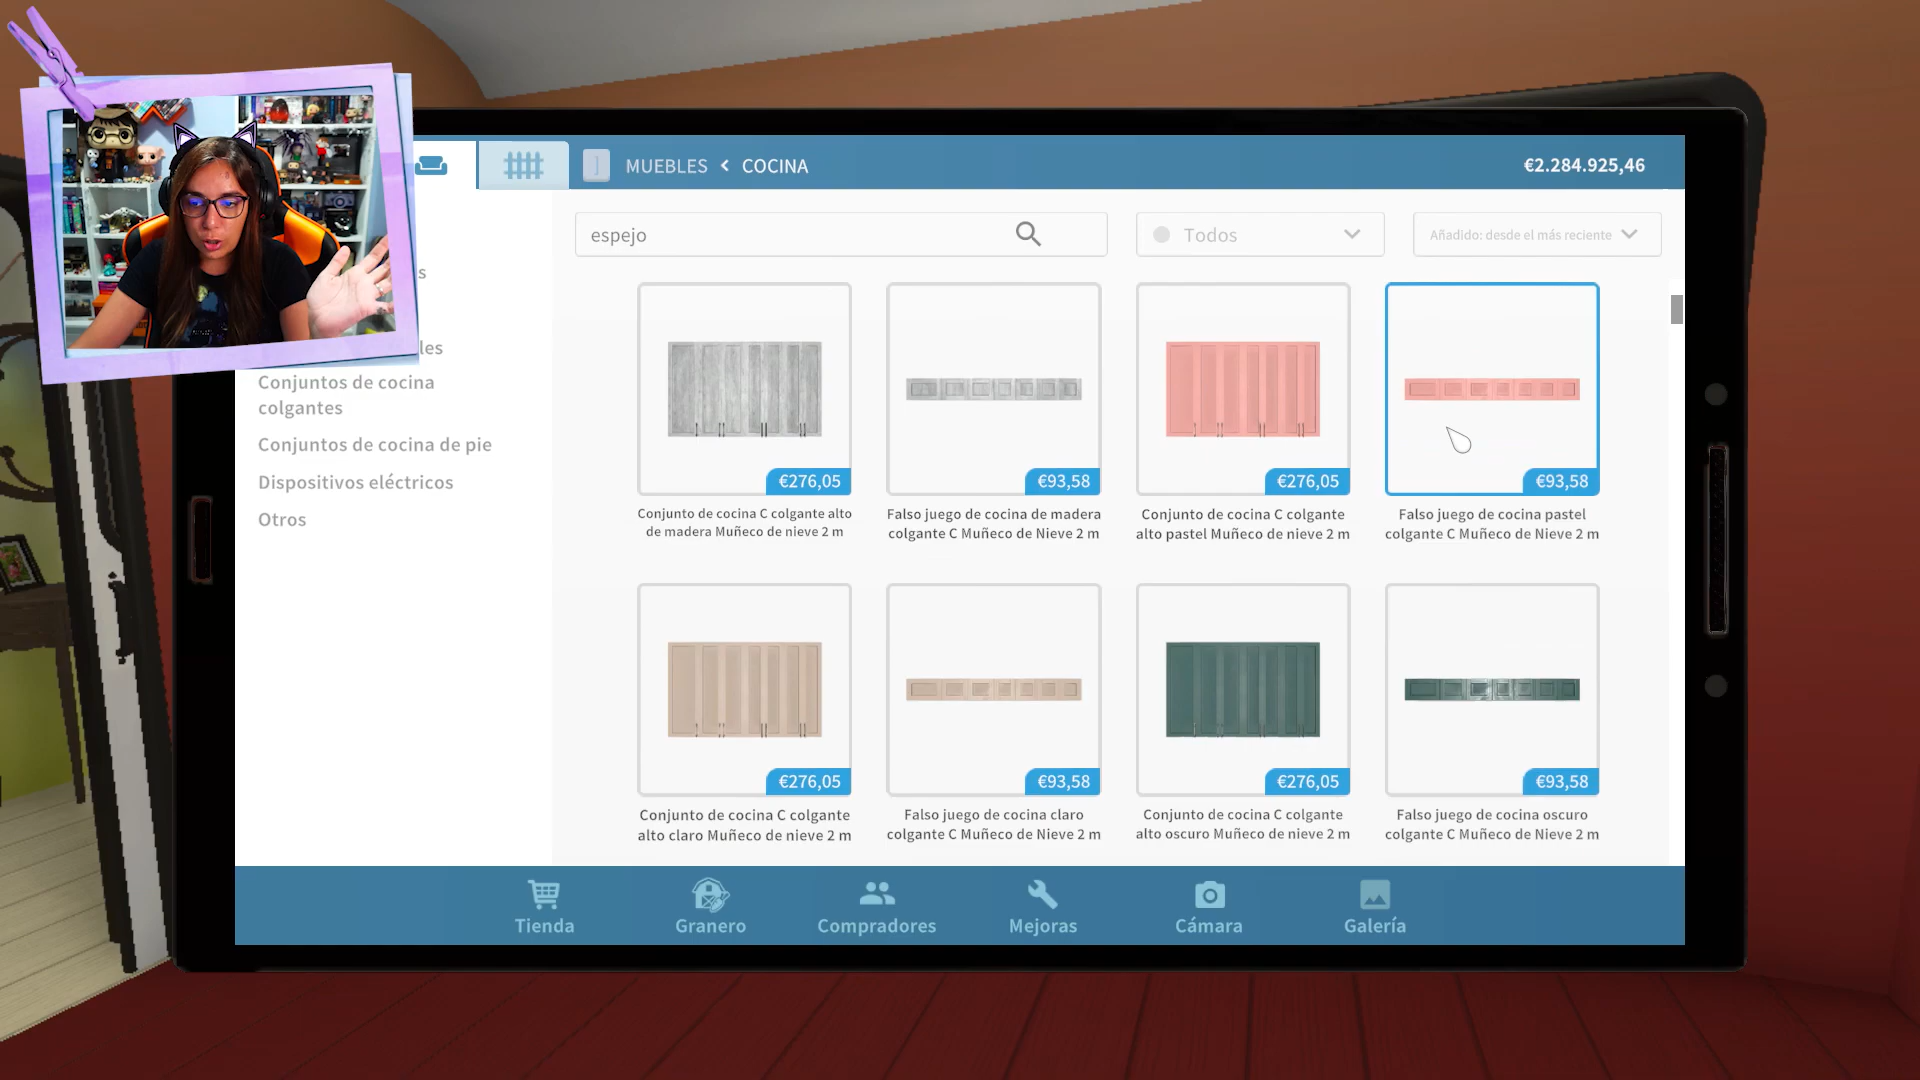 MUEBLES < COCINA
€2.284.925,46
espejo
Todos
Añadido: desde el más reciente
s
les
Conjuntos de cocina
colgantes
Conjuntos de cocina de pie
Dispositivos eléctricos
Otros
€276,05
€93,58
€276,05
€93,58
Conjunto de cocina C colgante alto
de madera Muñeco de nieve 2 m
Falso juego de cocina de madera
colgante C Muñeco de Nieve 2 m
Conjunto de cocina C colgante
alto pastel Muñeco de nieve 2 m
Falso juego de cocina pastel
colgante C Muñeco de Nieve 2 m
€276,05
€93,58
€276,05
€93,58
Conjunto de cocina C colgante
alto claro Muñeco de nieve 2 m
Falso juego de cocina claro
colgante C Muñeco de Nieve 2 m
Conjunto de cocina C colgante
alto oscuro Muñeco de nieve 2 m
Falso juego de cocina oscuro
colgante C Muñeco de Nieve 2 m
Tienda
Granero
Compradores
Mejoras
Cámara
Galería